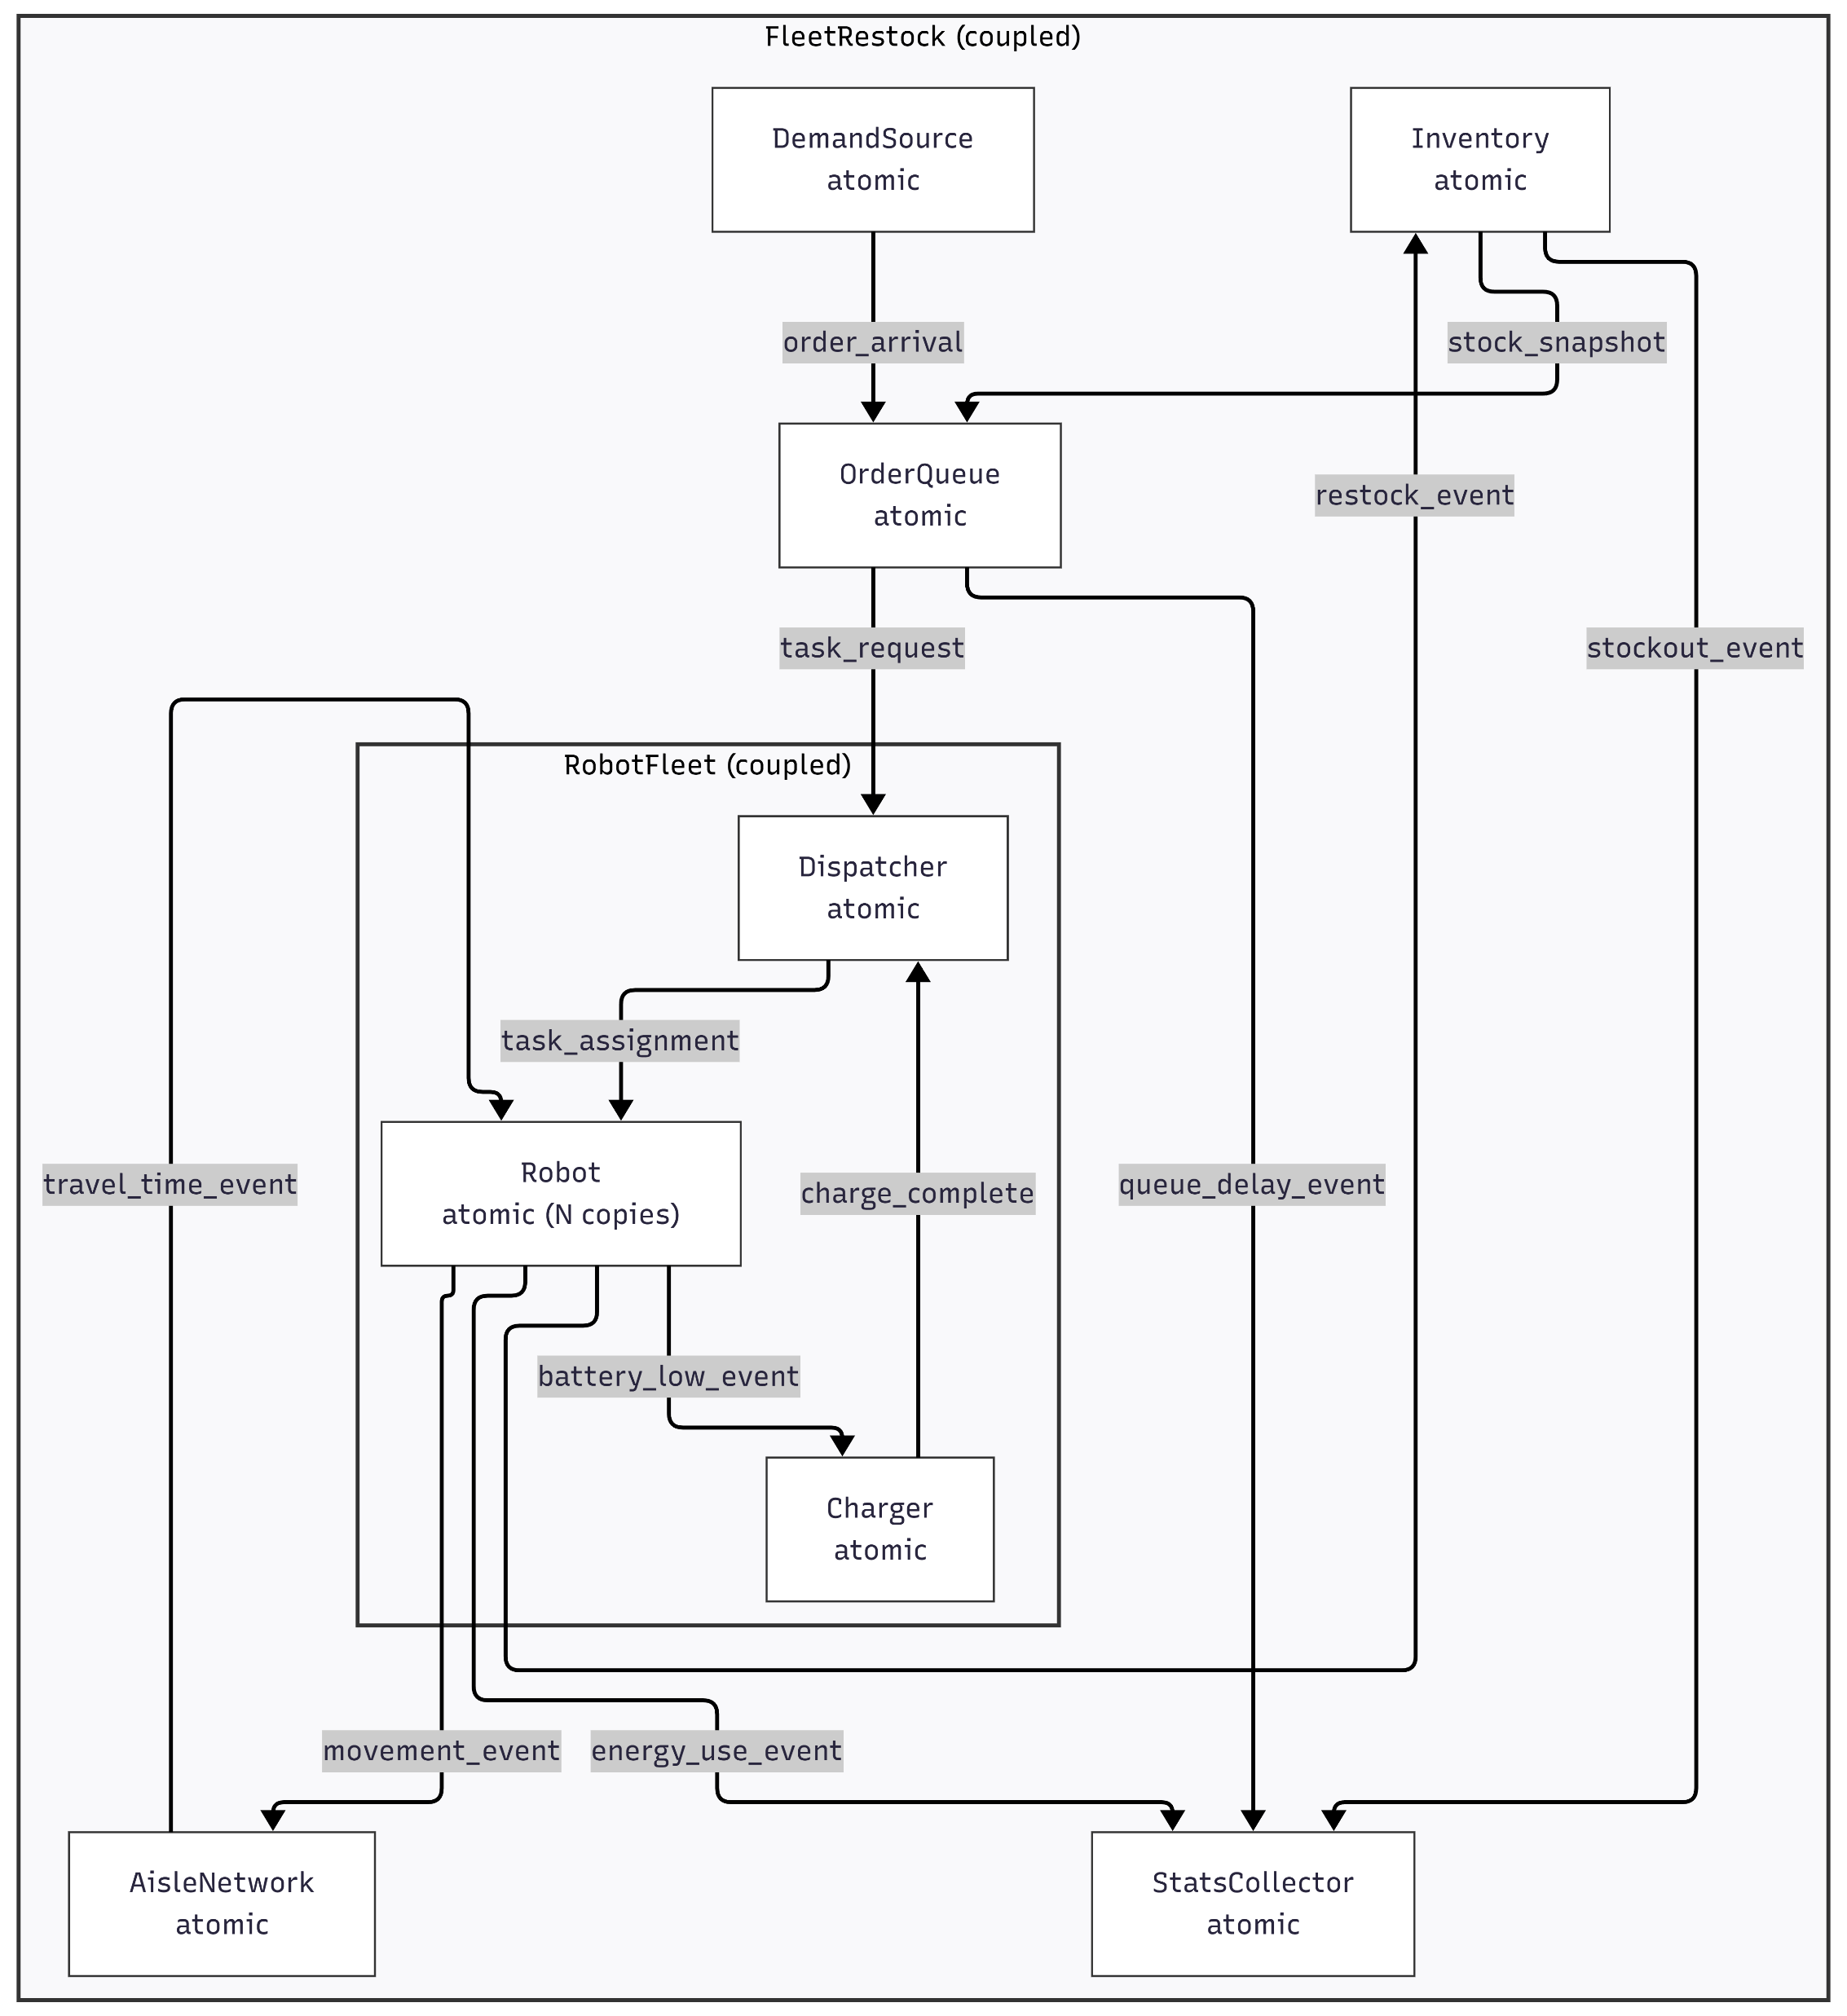 FleetRestock (coupled)
DemandSource
atomic
Inventory
atomic
order_arrival
stock_snapshot
OrderQueue
atomic
restock_event
task_request
stockout_event
RobotFleet (coupled)
Dispatcher
atomic
task_assignment
Robot
atomic (N copies)
travel_time_event
charge_complete
queue_delay_event
battery_low_event
Charger
atomic
movement_event
energy_use_event
AisleNetwork
atomic
StatsCollector
atomic